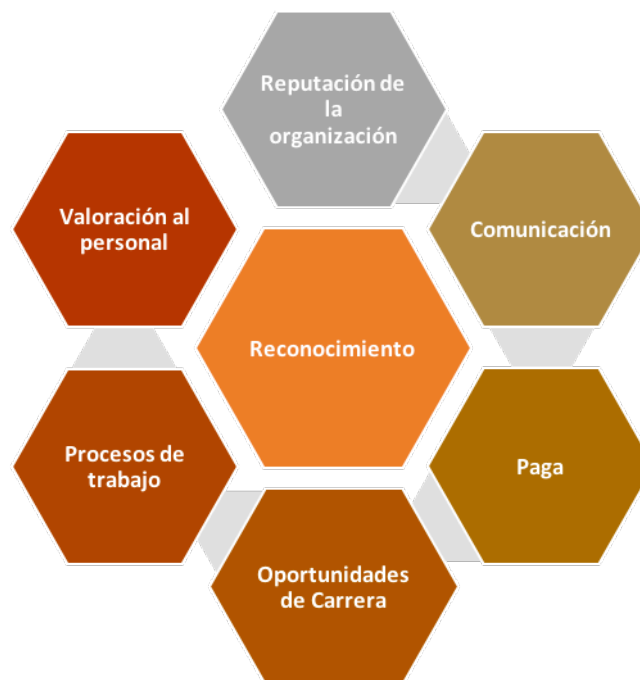 Reputación de
la
organización
Valoración al
personal
Comunicación
Reconocimiento
Procesos de
trabajo
Paga
Oportunidades
de Carrera